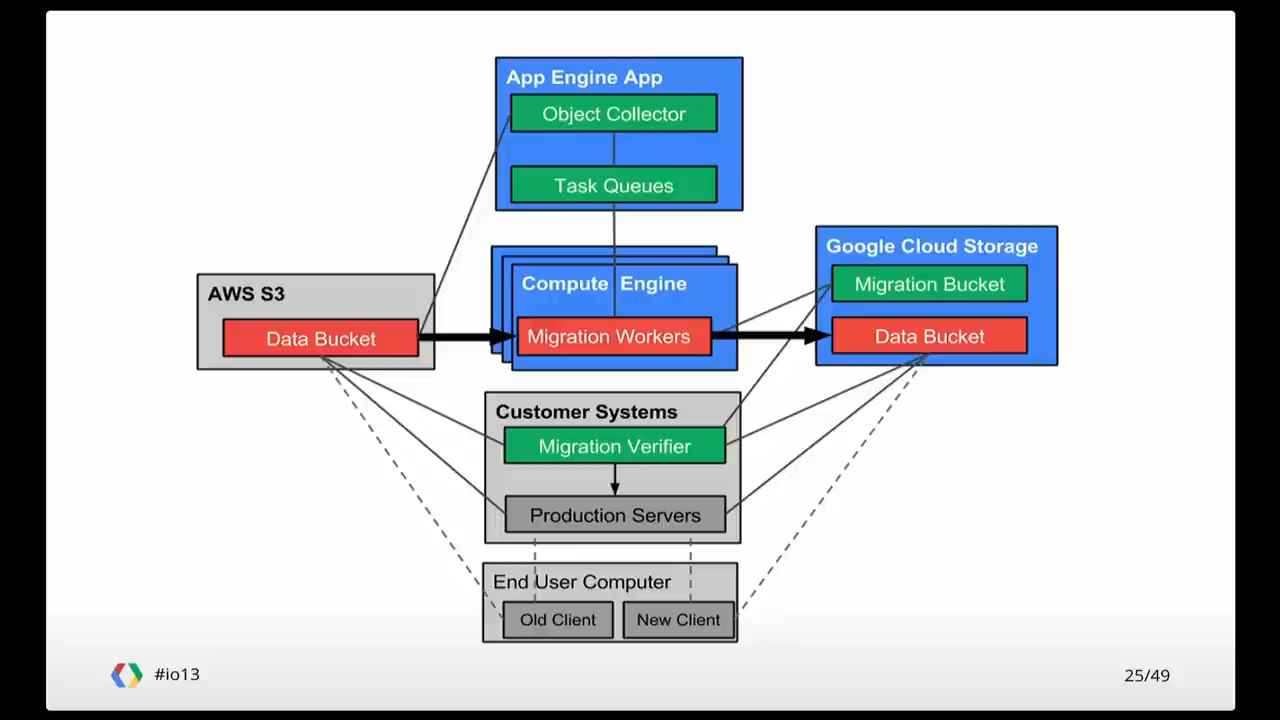 App Engine App
Object Collector
Task Queues
Google Cloud Storage
Migration Bucket
Data Bucket
AWS S3
Data Bucket
Compute Engine
Migration Workers
Customer Systems
Migration Verifier
Production Servers
End User Computer
Old Client
New Client
#io13
25/49